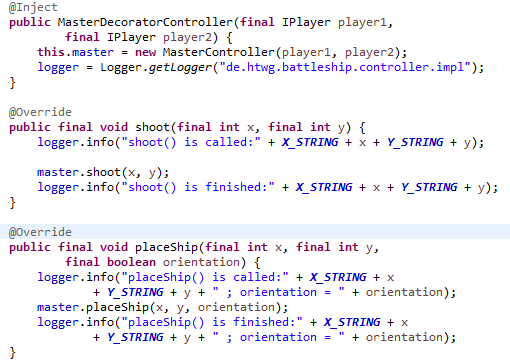 @Inject
public MasterDecoratorController(final IPlayer player1,
final IPlayer player2) {
this.master = new MasterController(player1, player2);
logger = Logger.getLogger("de.htwg.battleship.controller.impl");
}
@Override
public final void shoot(final int x, final int y) {
logger.info("shoot() is called:" + X_STRING + x + Y_STRING + y);
master.shoot(x, y);
logger.info("shoot() is finished:" + X_STRING + x + Y_STRING + y);
}
@Override
public final void placeShip(final int x, final int y,
final boolean orientation) {
logger.info("placeShip() is called:" + X_STRING + x
+ Y_STRING + y + " ; orientation = " + orientation);
master.placeShip(x, y, orientation);
logger.info("placeShip() is finished:" + X_STRING + x
+ Y_STRING + y + " ; orientation = " + orientation);
}